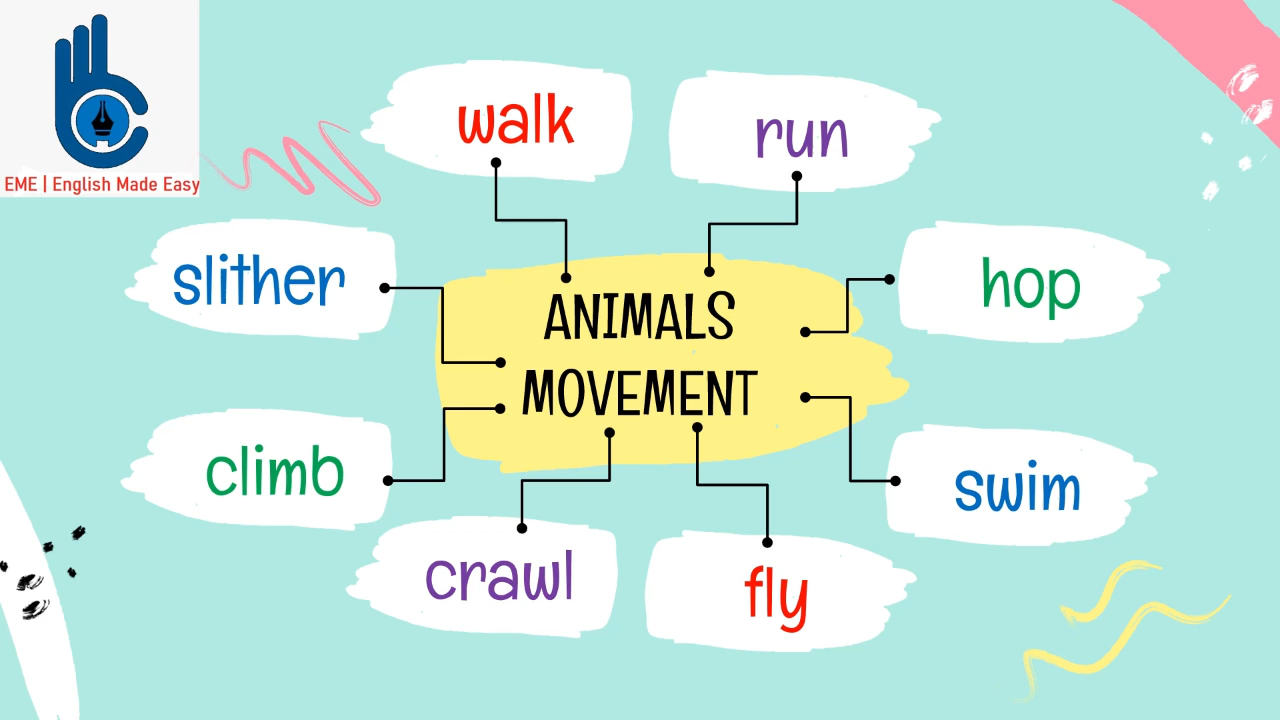 EME | English Made Easy
walk
run
slither
hop
ANIMALS
MOVEMENT
climb
swim
crawl
fly